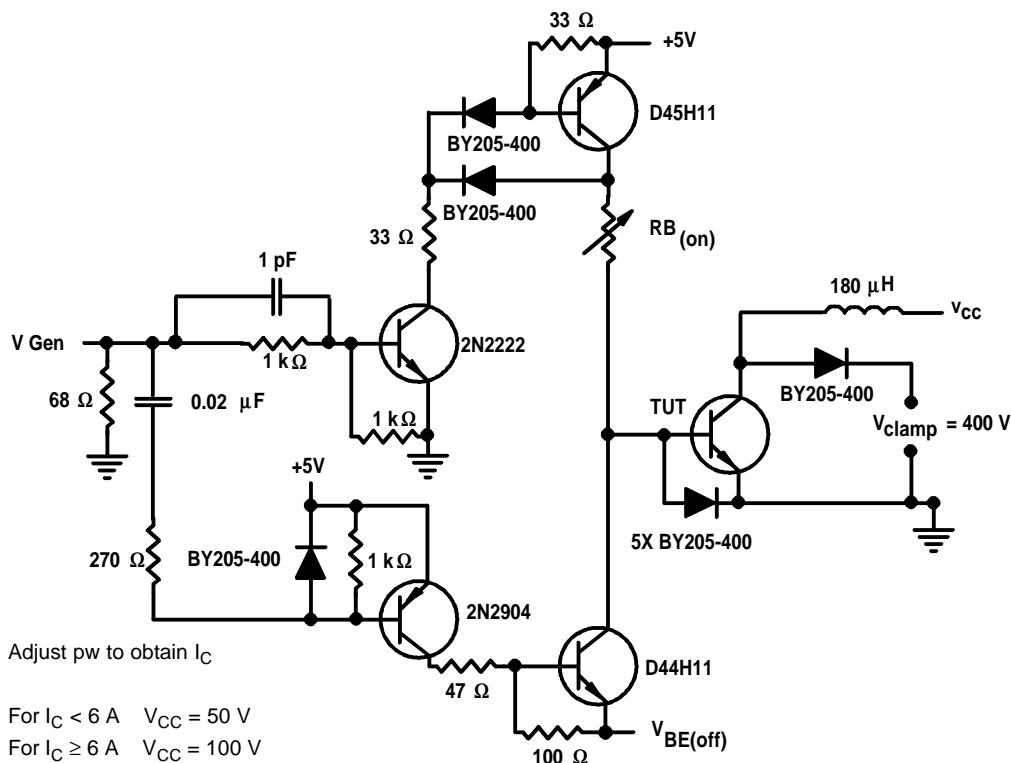 33 Ω
+5V
D45H11
BY205-400
BY205-400
33 Ω
RB(on)
1 pF
180 μH
vCC
V Gen
2N2222
1 kΩ
BY205-400
68 Ω
0.02 μF
1 kΩ
TUT
Vclamp = 400 V
+5V
5X BY205-400
270 Ω
BY205-400
1 kΩ
2N2904
Adjust pw to obtain IC
D44H11
47 Ω
For IC < 6 A VCC = 50 V
VBE(off)
For IC ≥ 6 A VCC = 100 V
100 Ω